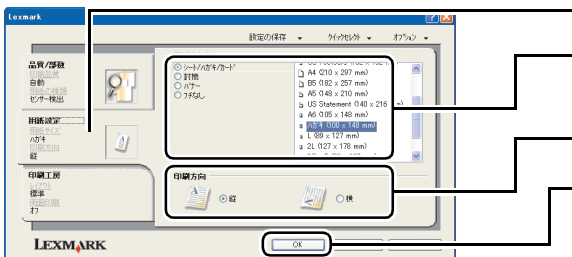 Lexmark
設定の保存 クイックセレクト オプション
品質/部数
印刷品質
自動
用紙の種類
センサー検出
用紙設定
用紙サイズ
ハガキ
印刷方向
縦
印刷工房
レイアウト
標準
両面印刷
オフ
シート/ハガキ/カード
封筒
バナー
フチなし
A4 (210 x 297 mm)
B5 (182 x 257 mm)
A5 (148 x 210 mm)
US Statement (140 x 216
A6 (105 x 148 mm)
ハガキ (100 x 148 mm)
L (89 x 127 mm)
2L (127 x 178 mm)
印刷方向
縦
横
LEXMARK
OK